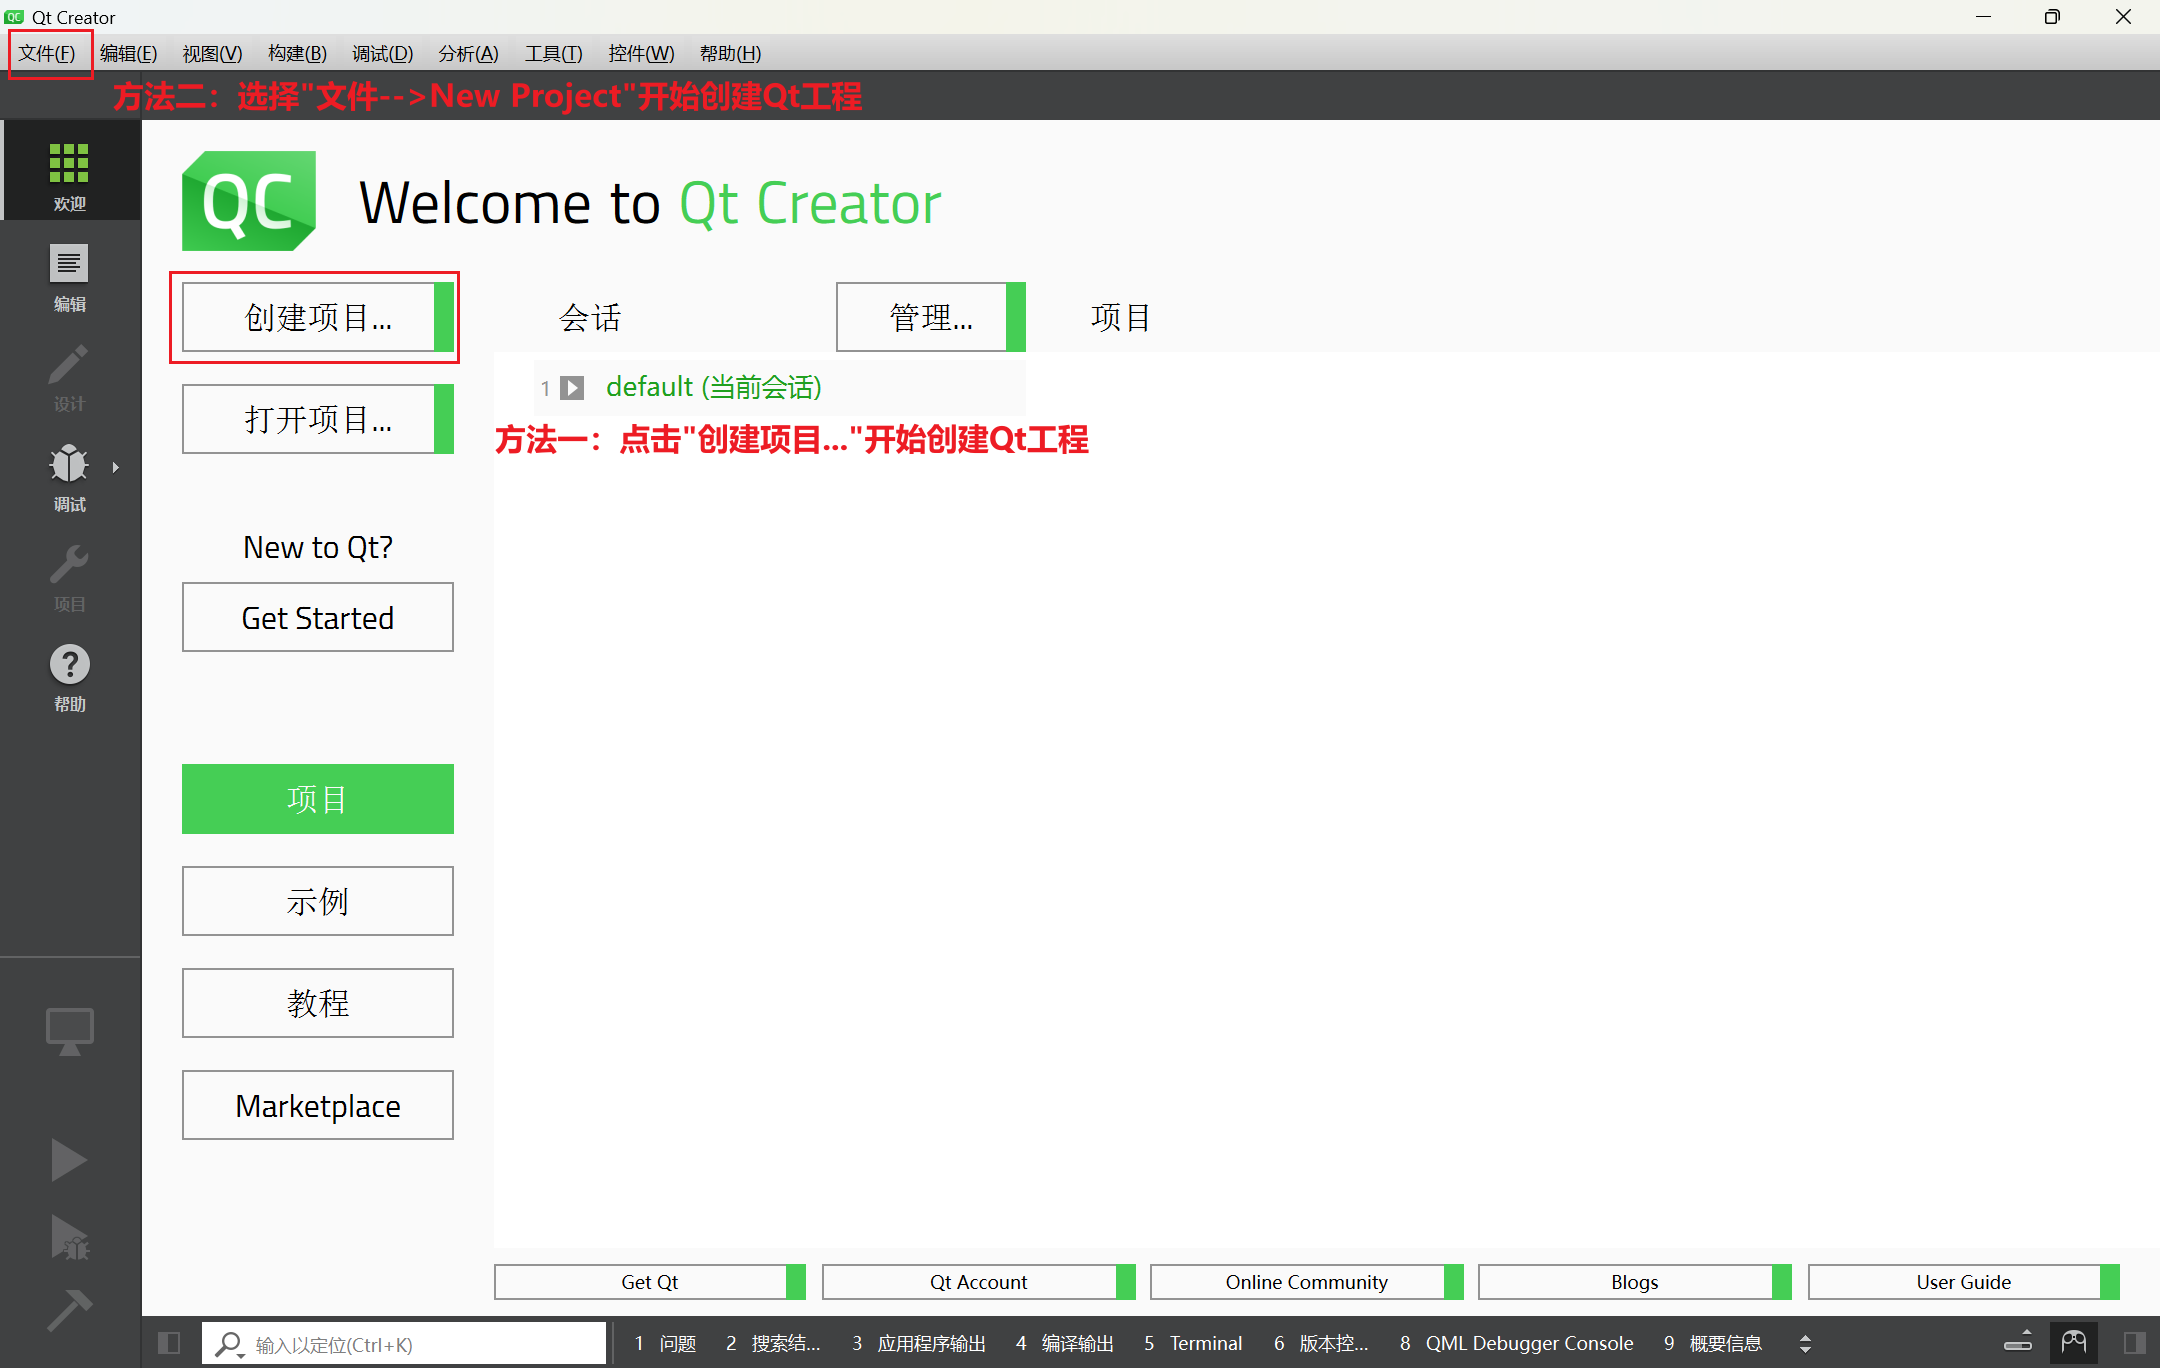 QC Qt Creator
文件(F) 编辑(E) 视图(V) 构建(B) 调试(D) 分析(A) 工具(T) 控件(W) 帮助(H)
方法二：选择"文件-->New Project"开始创建Qt工程
欢迎
编辑
设计
调试
项目
帮助
QC Welcome to Qt Creator
创建项目... 会话 管理... 项目
打开项目...
1 default (当前会话)
方法一：点击"创建项目..."开始创建Qt工程
New to Qt?
Get Started
项目
示例
教程
Marketplace
Get Qt Qt Account Online Community Blogs User Guide
输入以定位(Ctrl+K) 1 问题 2 搜索结... 3 应用程序输出 4 编译输出 5 Terminal 6 版本控... 8 QML Debugger Console 9 概要信息